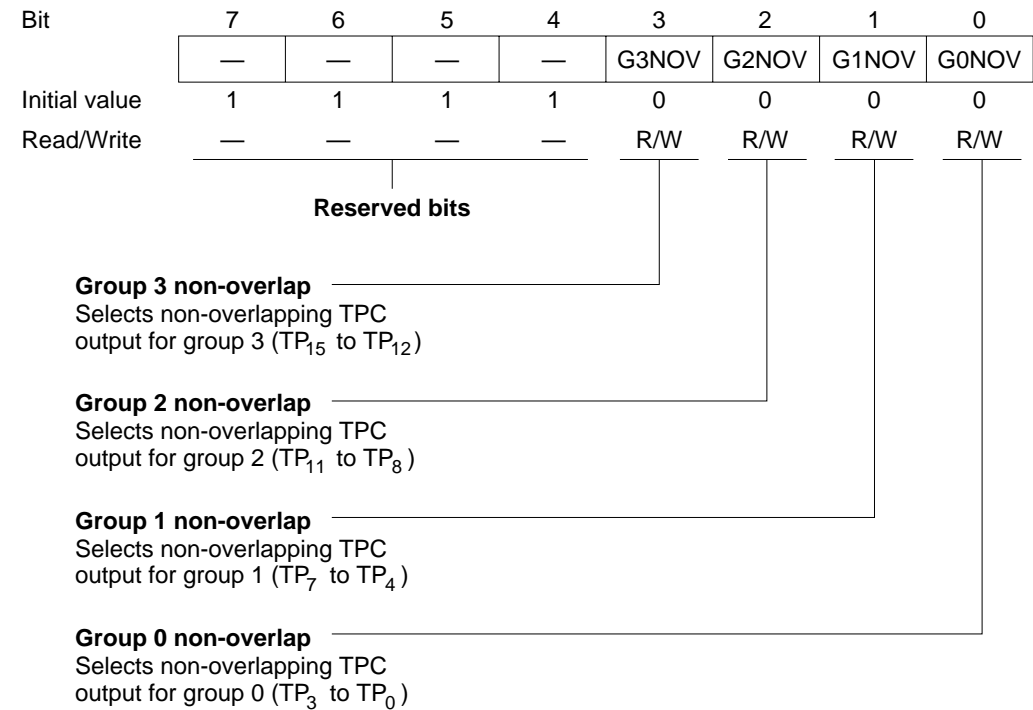 Bit 7 6 5 4 3 2 1 0
— — — — G3NOV G2NOV G1NOV G0NOV
Initial value 1 1 1 1 0 0 0 0
Read/Write — — — — R/W R/W R/W R/W
Reserved bits
Group 3 non-overlap
Selects non-overlapping TPC
output for group 3 (TP15 to TP12)
Group 2 non-overlap
Selects non-overlapping TPC
output for group 2 (TP11 to TP8)
Group 1 non-overlap
Selects non-overlapping TPC
output for group 1 (TP7 to TP4)
Group 0 non-overlap
Selects non-overlapping TPC
output for group 0 (TP3 to TP0)